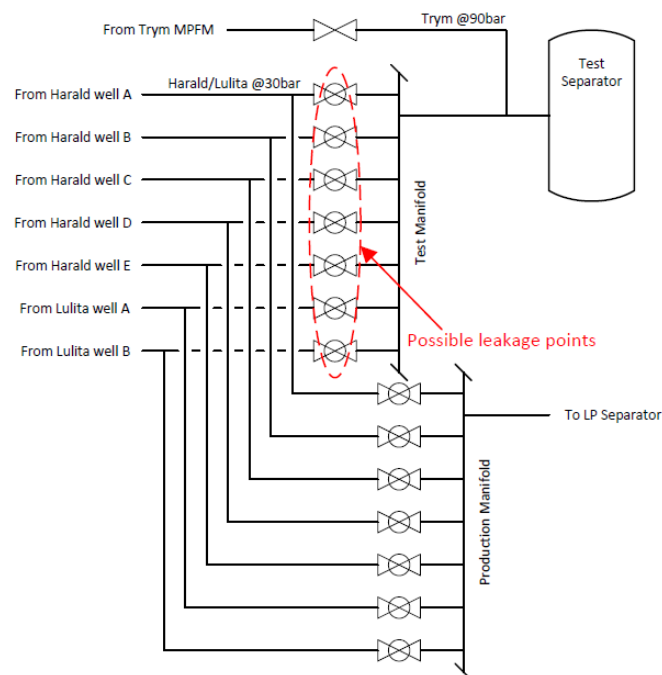 From Trym MPFM
Trym @90bar
Test
Separator
Harald/Lulita @30bar
From Harald well A
From Harald well B
From Harald well C
From Harald well D
From Harald well E
From Lulita well A
From Lulita well B
Test Manifold
Possible leakage points
To LP Separator
Production Manifold